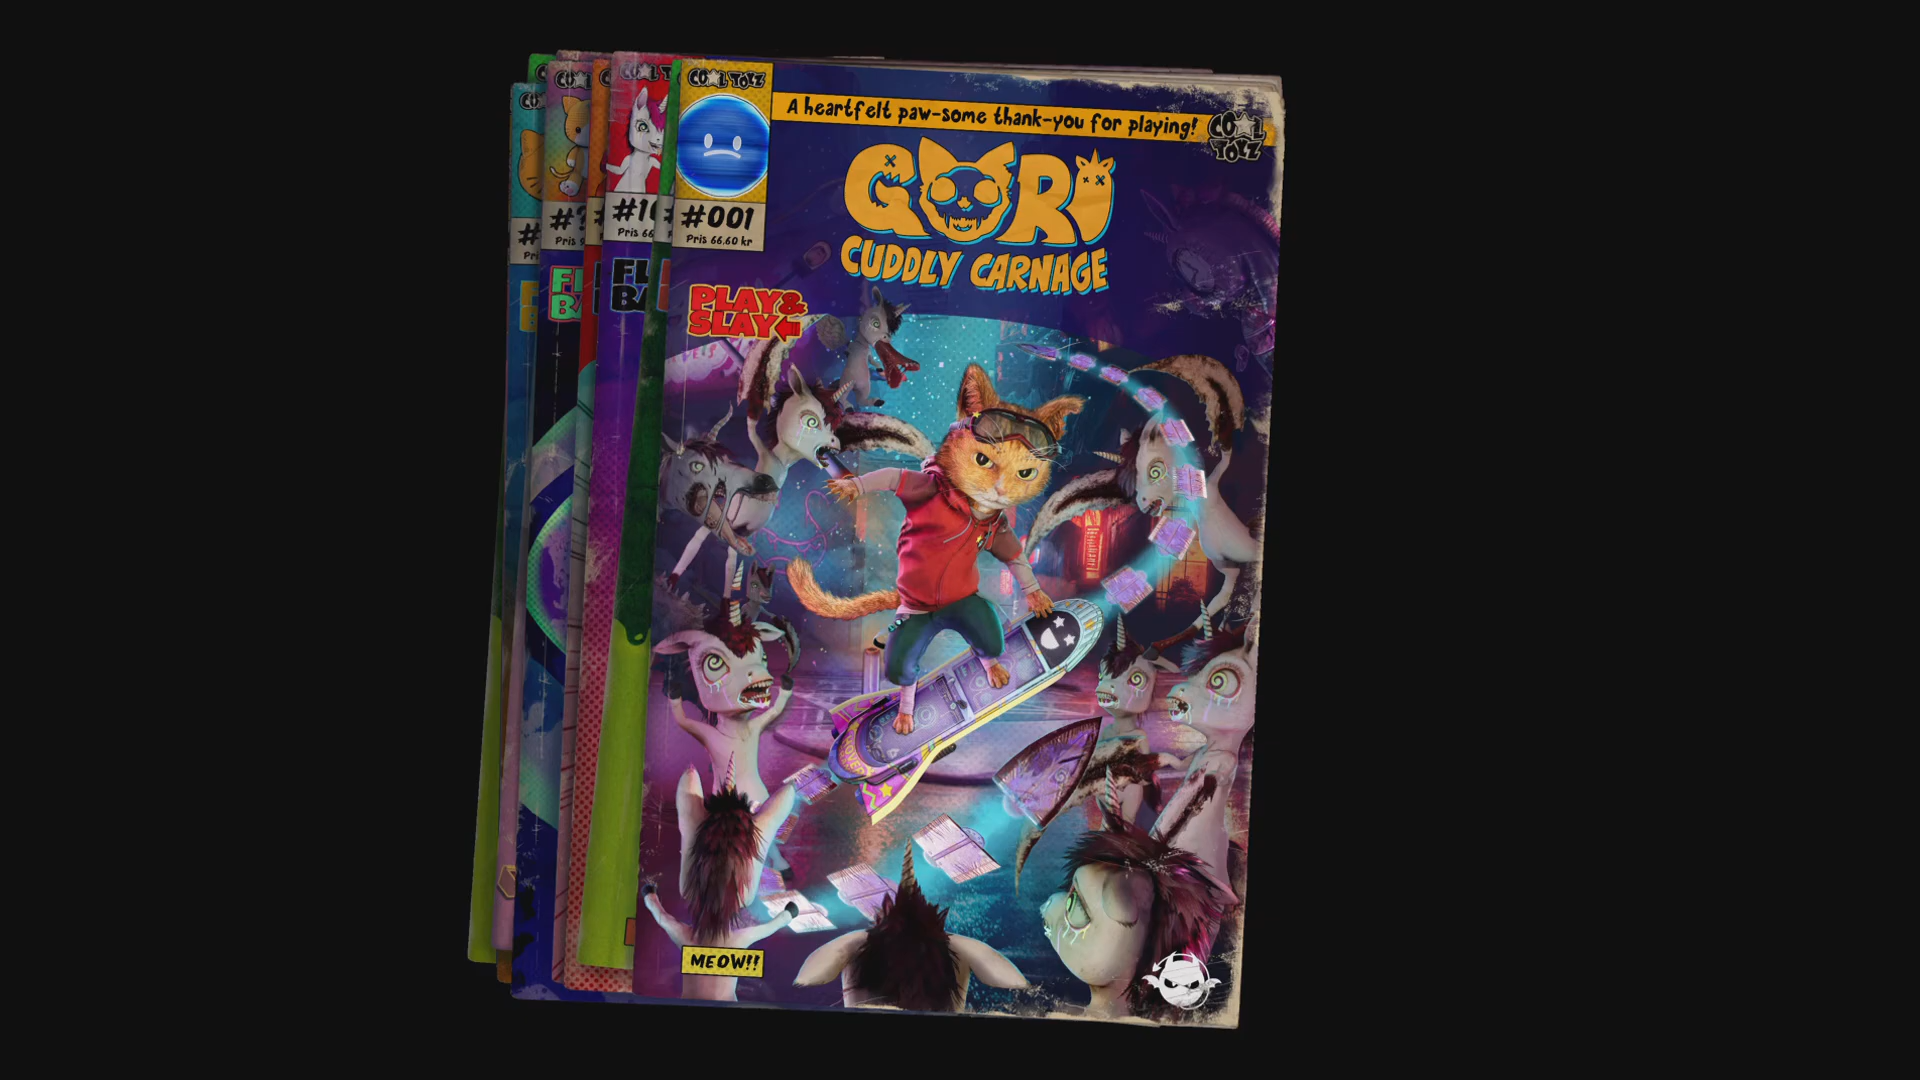 COOL TOYZ
A heartfelt paw-some thank-you for playing!
COOL
TOYZ
#001
Pris 66.60 kr
GORI
CUDDLY CARNAGE
PLAY&
SLAY
HOVER
MEOW!!